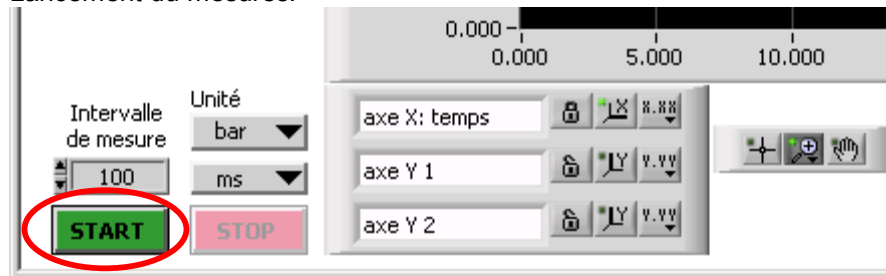 Lancement du mesures.
0.000
0.000 5.000 10.000
Intervalle
de mesure
Unité
bar
100
ms
START
STOP
axe X: temps
X
X.XX
axe Y 1
Y
Y.YY
axe Y 2
Y
Y.YY